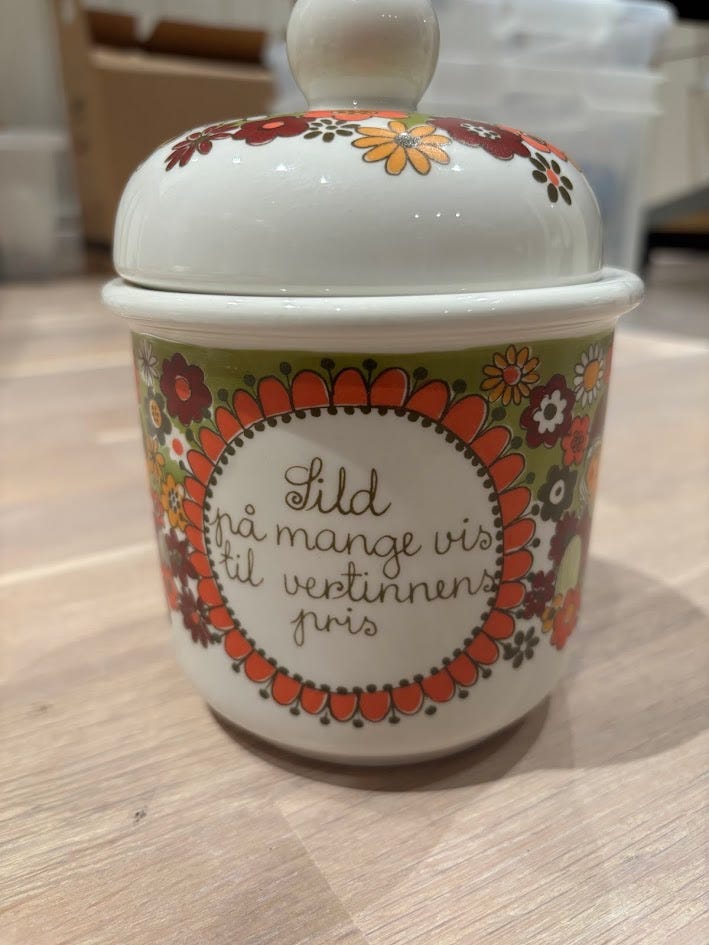 Sild
på mange vis
til vertinnens
pris